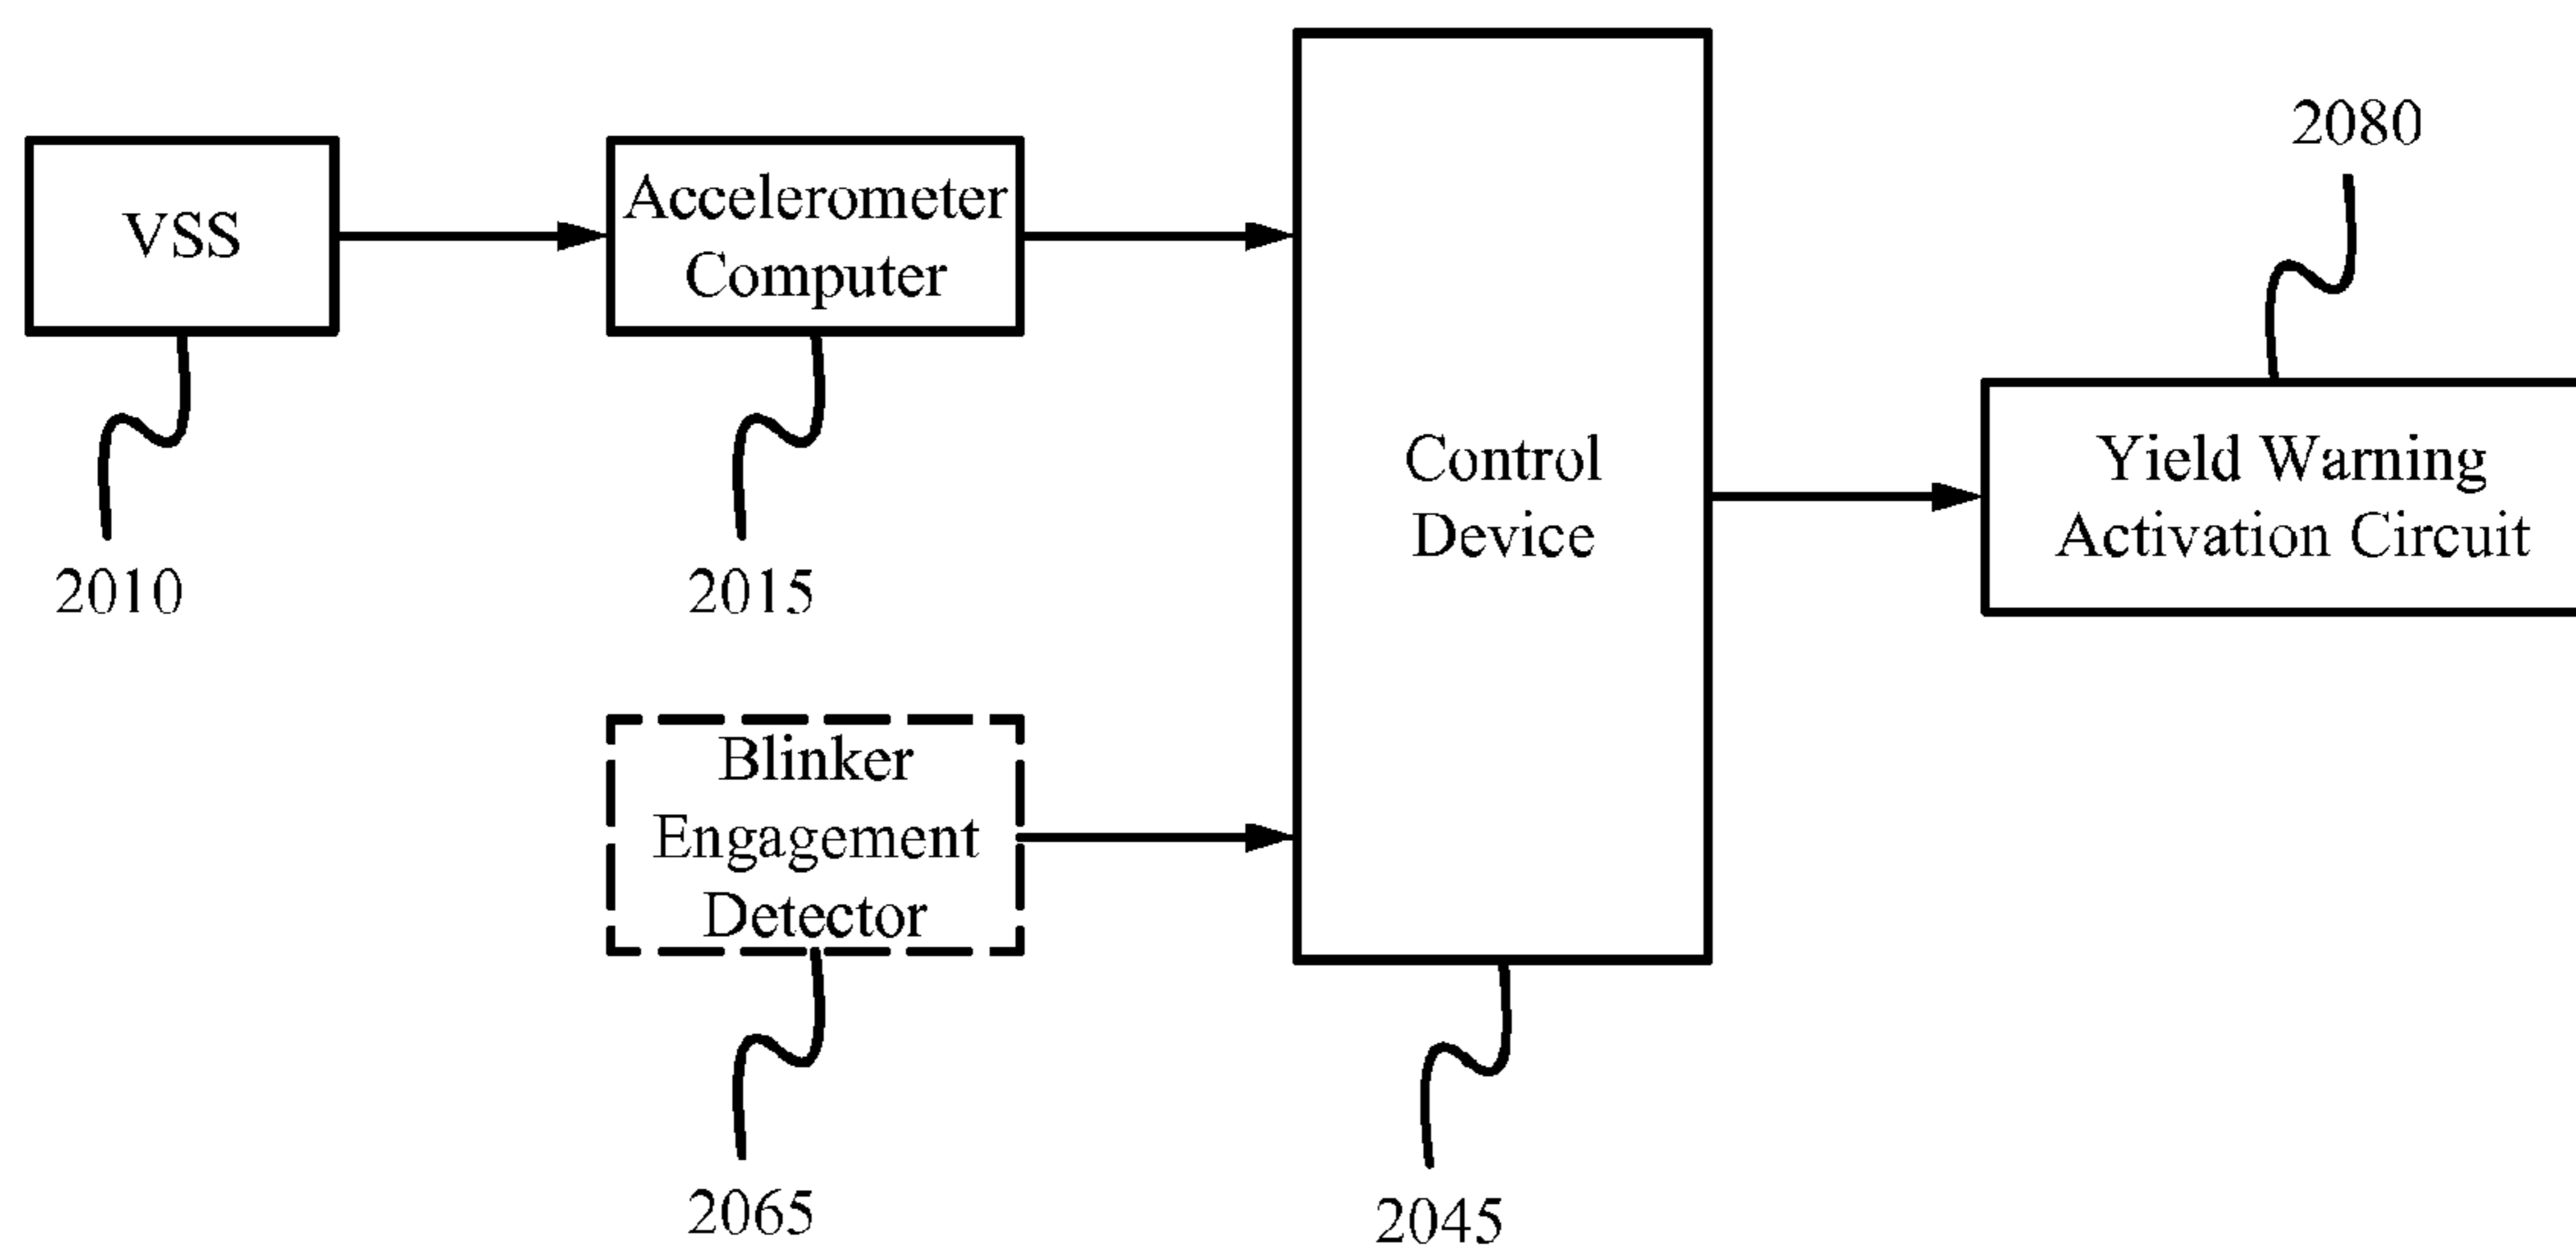 2080
VSS
Accelerometer
Computer
Control
Device
Yield Warning
Activation Circuit
2010
2015
Blinker
Engagement
Detector
2065
2045